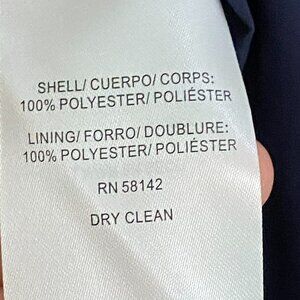 SHELL/ CUERPO/ CORPS:
100% POLYESTER/ POLIÉSTER
LINING/ FORRO/ DOUBLURE:
100% POLYESTER/ POLIÉSTER
RN 58142
DRY CLEAN